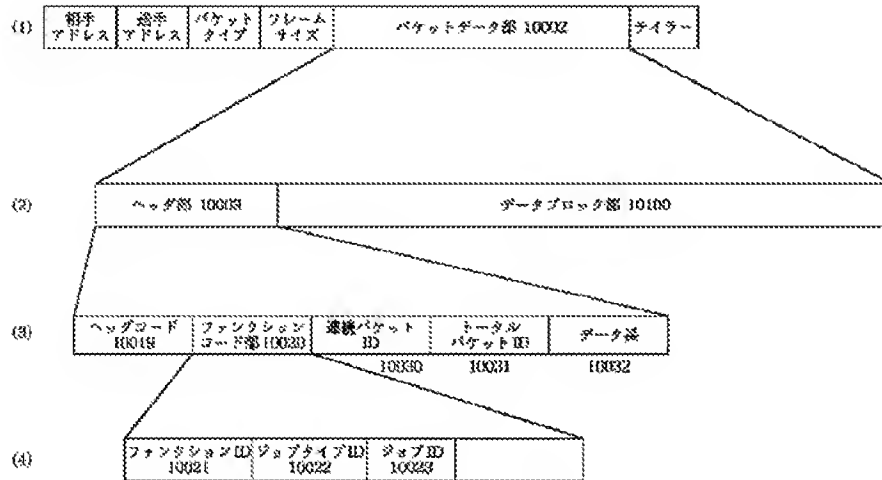 (1)
相手
アドレス
送手
アドレス
パケット
タイプ
フレーム
サイズ
パケットデータ部 10002
テイラー
(2)
ヘッダ部 10003
データブロック部 10100
(3)
ヘッダコード
10019
ファンクション
コード部 10020
連続パケット
ID
10030
トータル
パケットID
10031
データ長
10032
(4)
ファンクションID
10021
ジョブタイプID
10022
ジョブID
10023